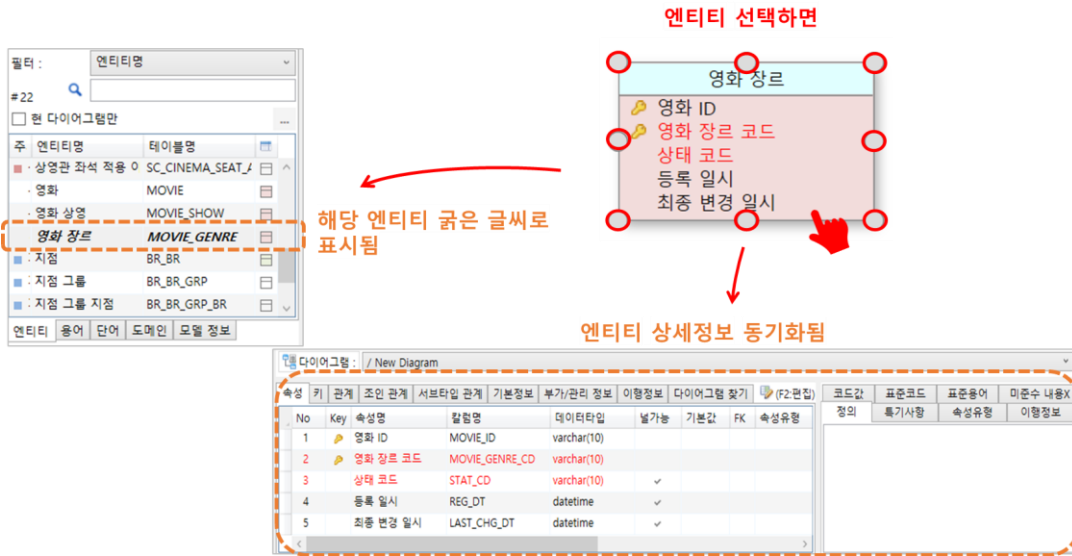 엔티티 선택하면
필터 : 엔티티명
#22
현 다이어그램만 ...
주 엔티티명 테이블명
상영관 좌석 적용 이 SC_CINEMA_SEAT_A
영화 MOVIE
영화 상영 MOVIE_SHOW
영화 장르 MOVIE_GENRE
지점 BR_BR
지점 그룹 BR_BR_GRP
지점 그룹 지점 BR_BR_GRP_BR
엔티티 용어 단어 도메인 모델 정보
영화 장르
영화 ID
영화 장르 코드
상태 코드
등록 일시
최종 변경 일시
해당 엔티티 굵은 글씨로
표시됨
엔티티 상세정보 동기화됨
다이어그램 : / New Diagram
속성 키 관계 조인 관계 서브타입 관계 기본정보 부가/관리 정보 이행정보 다이어그램 찾기 (F2:편집)
No Key 속성명 칼럼명 데이터타입 널가능 기본값 FK 속성유형
1 영화 ID MOVIE_ID varchar(10)
2 영화 장르 코드 MOVIE_GENRE_CD varchar(10)
3 상태 코드 STAT_CD varchar(10)
4 등록 일시 REG_DT datetime
5 최종 변경 일시 LAST_CHG_DT datetime
코드값 표준코드 표준용어 미준수 내용X
정의 특기사항 속성유형 이행정보